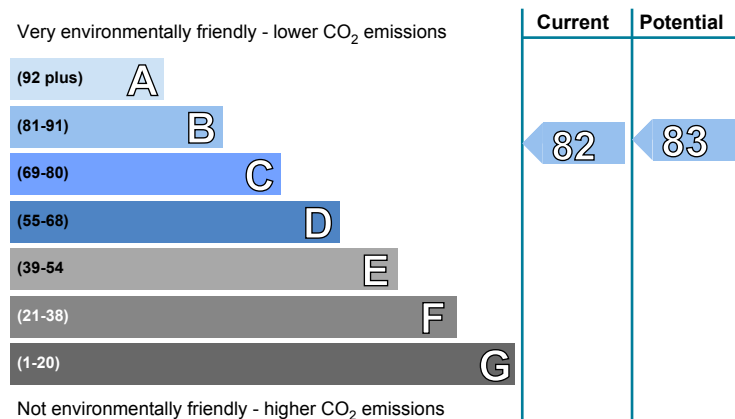 Very environmentally friendly - lower CO₂ emissions
Current
Potential
(92 plus) A
(81-91) B
(69-80) C
(55-68) D
(39-54 E
(21-38) F
(1-20) G
82
83
Not environmentally friendly - higher CO₂ emissions